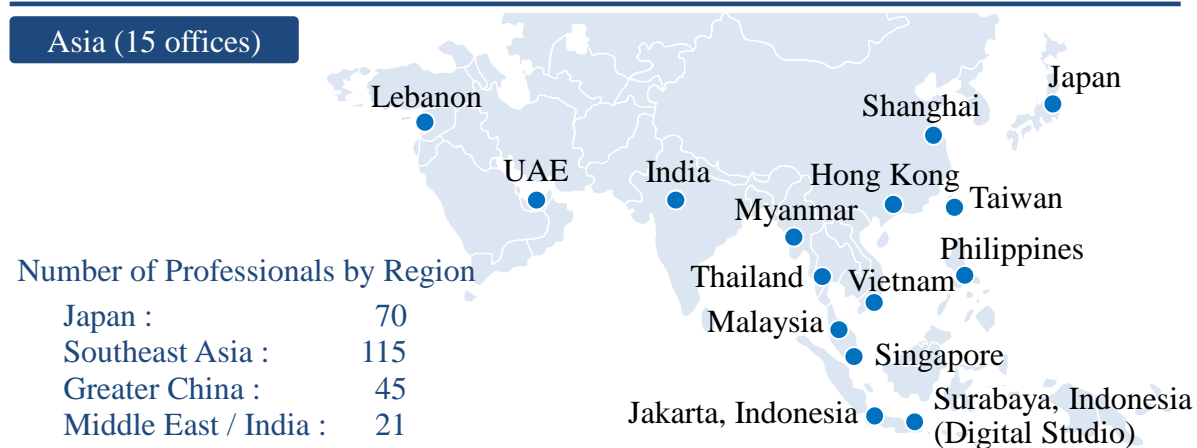 Asia (15 offices)
Japan
Lebanon
Shanghai
UAE
India
Hong Kong
Taiwan
Myanmar
Philippines
Number of Professionals by Region
Thailand
Vietnam
Japan : 70
Malaysia
Southeast Asia : 115
Singapore
Greater China : 45
Middle East / India : 21
Jakarta, Indonesia
Surabaya, Indonesia
(Digital Studio)